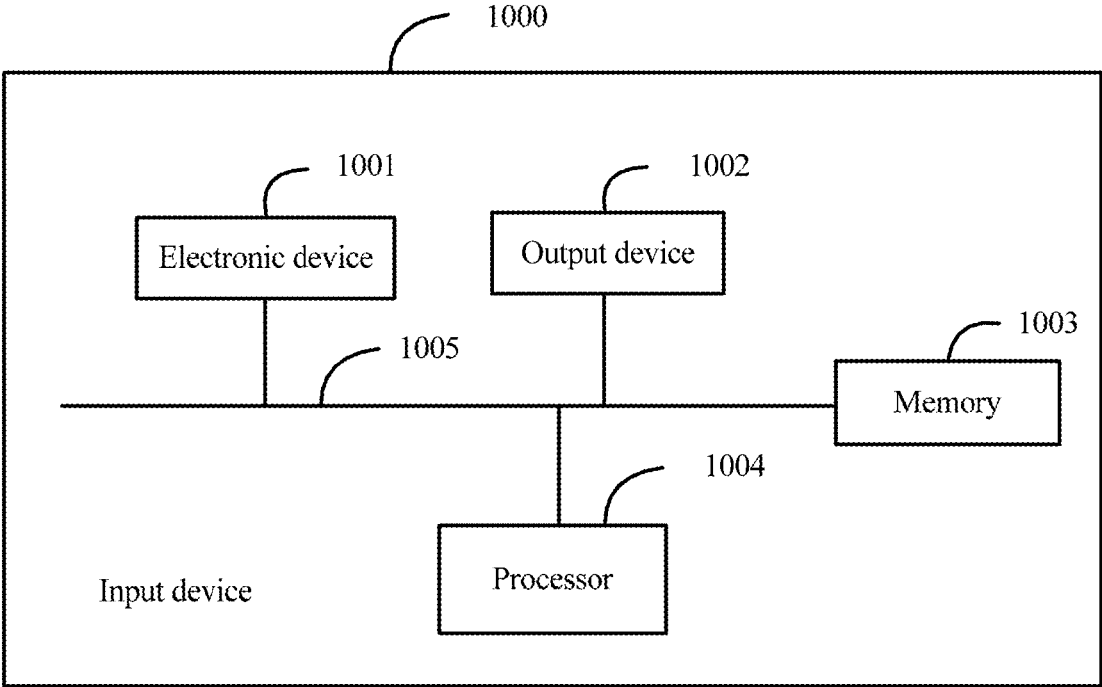 1000
1001
1002
Electronic device
Output device
1003
1005
Memory
1004
Processor
Input device